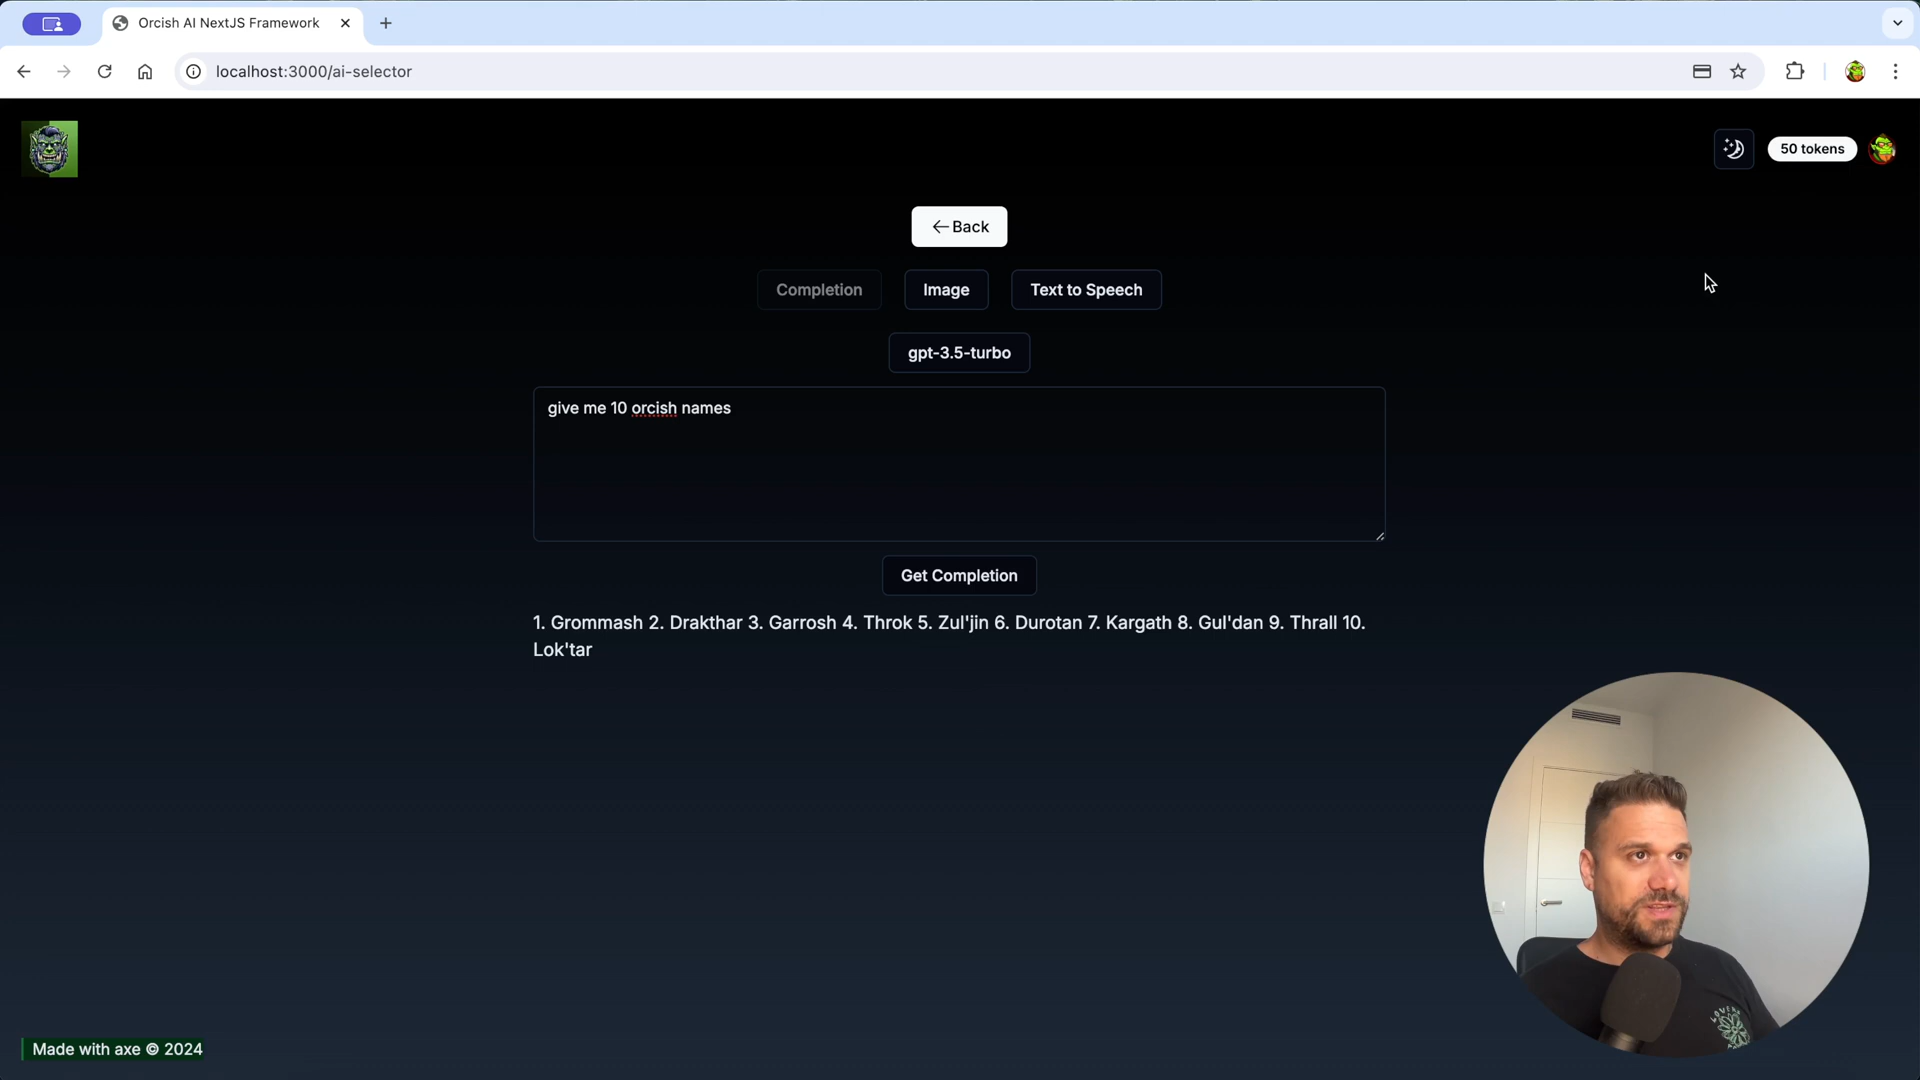 Orcish AI NextJS Framework
localhost:3000/ai-selector
50 tokens
Back
Completion
Image
Text to Speech
gpt-3.5-turbo
give me 10 orcish names
Get Completion
1. Grommash 2. Drakthar 3. Garrosh 4. Throk 5. Zul'jin 6. Durotan 7. Kargath 8. Gul'dan 9. Thrall 10.
Lok'tar
Made with axe © 2024